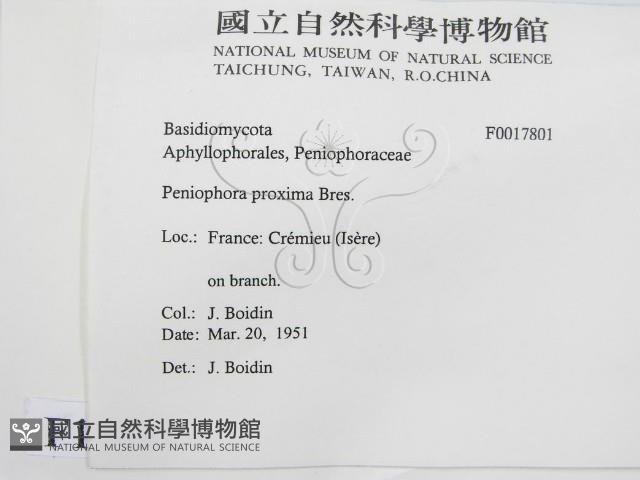 國立自然科學博物館
NATIONAL MUSEUM OF NATURAL SCIENCE
TAICHUNG, TAIWAN, R.O.CHINA
Basidiomycota F0017801
Aphyllophorales, Peniophoraceae
Peniophora proxima Bres.
Loc.: France: Crémieu (Isère)
on branch.
Col.: J. Boidin
Date: Mar. 20, 1951
Det.: J. Boidin
國立自然科學博物館
NATIONAL MUSEUM OF NATURAL SCIENCE